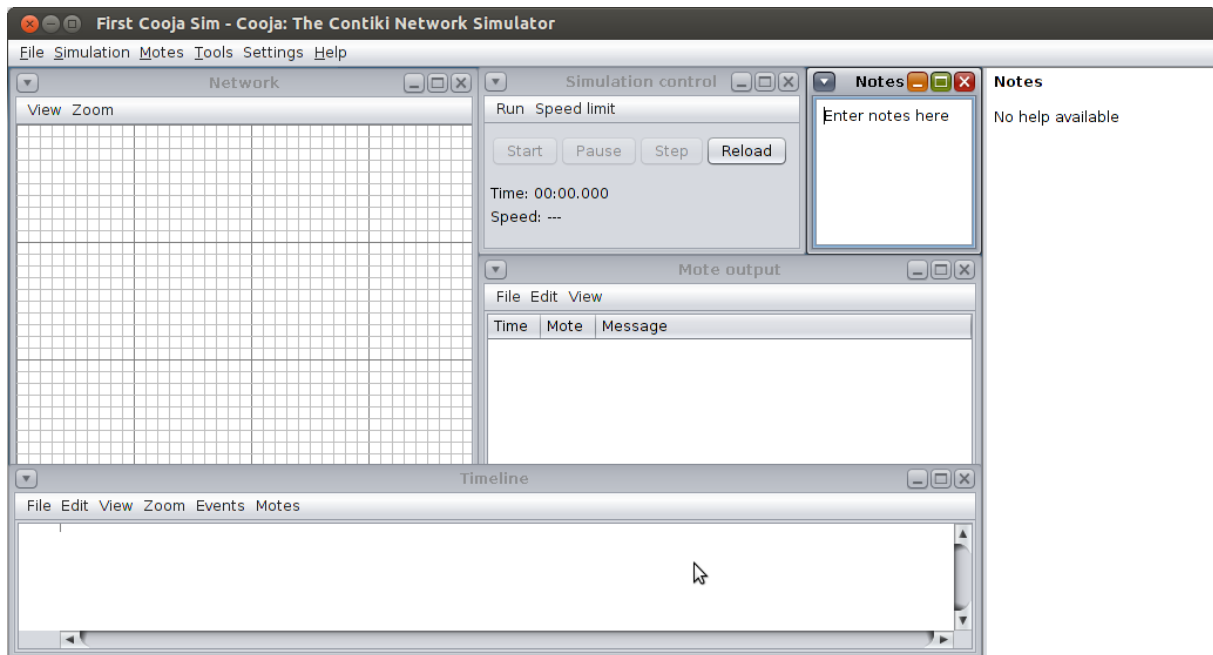 First Cooja Sim - Cooja: The Contiki Network Simulator
File Simulation Motes Tools Settings Help
Network
View Zoom
Simulation control
Run Speed limit
Start Pause Step Reload
Time: 00:00.000
Speed: ---
Notes
Enter notes here
Notes
No help available
Mote output
File Edit View
Time Mote Message
Timeline
File Edit View Zoom Events Motes